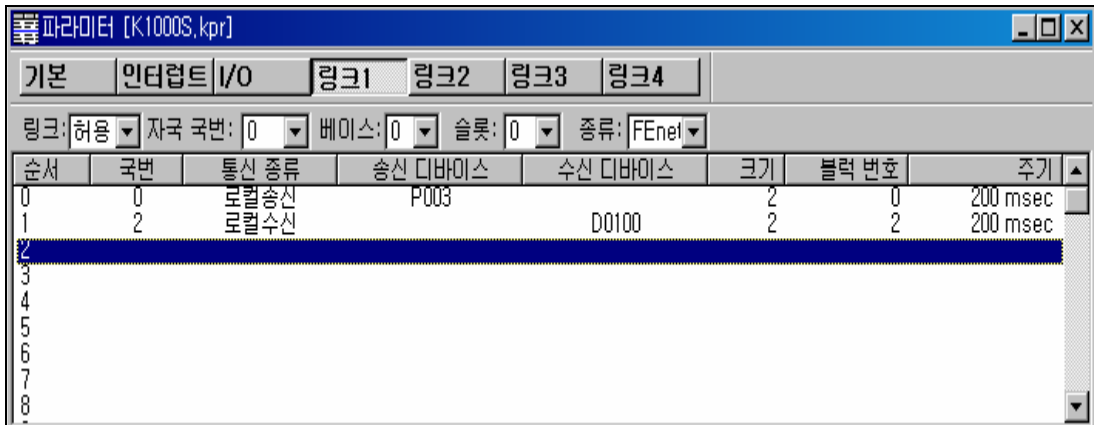 파라미터 [K1000S.kpr]
기본 인터럽트 I/O 링크1 링크2 링크3 링크4
링크: 허용 자국 국번: 0 베이스: 0 슬롯: 0 종류: FEnet
순서 국번 통신 종류 송신 디바이스 수신 디바이스 크기 블럭 번호 주기
0 0 로컬송신 P003 2 0 200 msec
1 2 로컬수신 D0100 2 2 200 msec
2
3
4
5
6
7
8